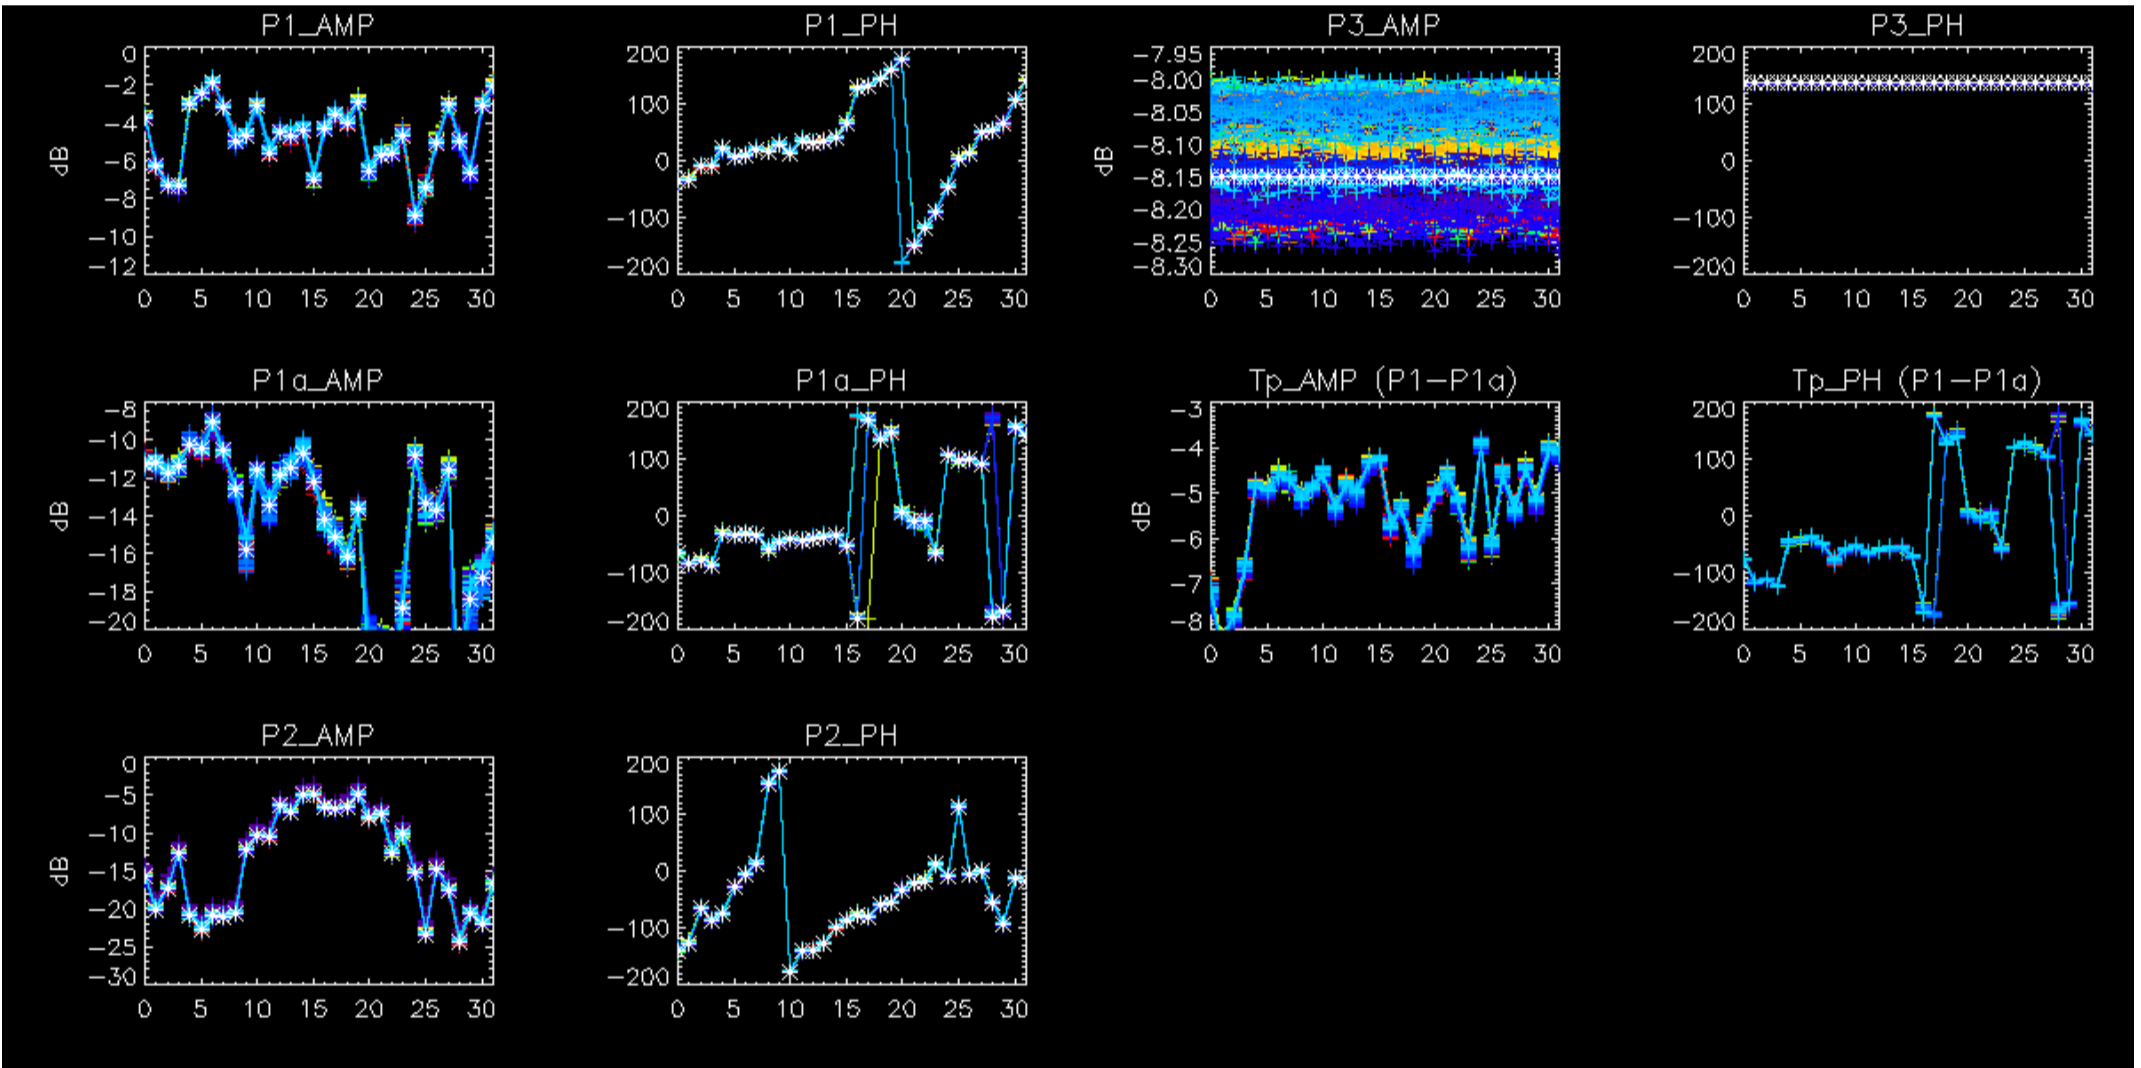 P1_AMP
0
−2
−4
−6
−8
−10
−12
dB
0 5 10 15 20 25 30
P1_PH
200
100
0
−100
−200
0 5 10 15 20 25 30
P3_AMP
−7.95
−8.00
−8.05
−8.10
−8.15
−8.20
−8.25
−8.30
dB
0 5 10 15 20 25 30
P3_PH
200
100
0
−100
−200
0 5 10 15 20 25 30
P1a_AMP
−8
−10
−12
−14
−16
−18
−20
dB
0 5 10 15 20 25 30
P1a_PH
200
100
0
−100
−200
0 5 10 15 20 25 30
Tp_AMP (P1−P1a)
−3
−4
−5
−6
−7
−8
dB
0 5 10 15 20 25 30
Tp_PH (P1−P1a)
200
100
0
−100
−200
0 5 10 15 20 25 30
P2_AMP
0
−5
−10
−15
−20
−25
−30
dB
0 5 10 15 20 25 30
P2_PH
200
100
0
−100
−200
0 5 10 15 20 25 30